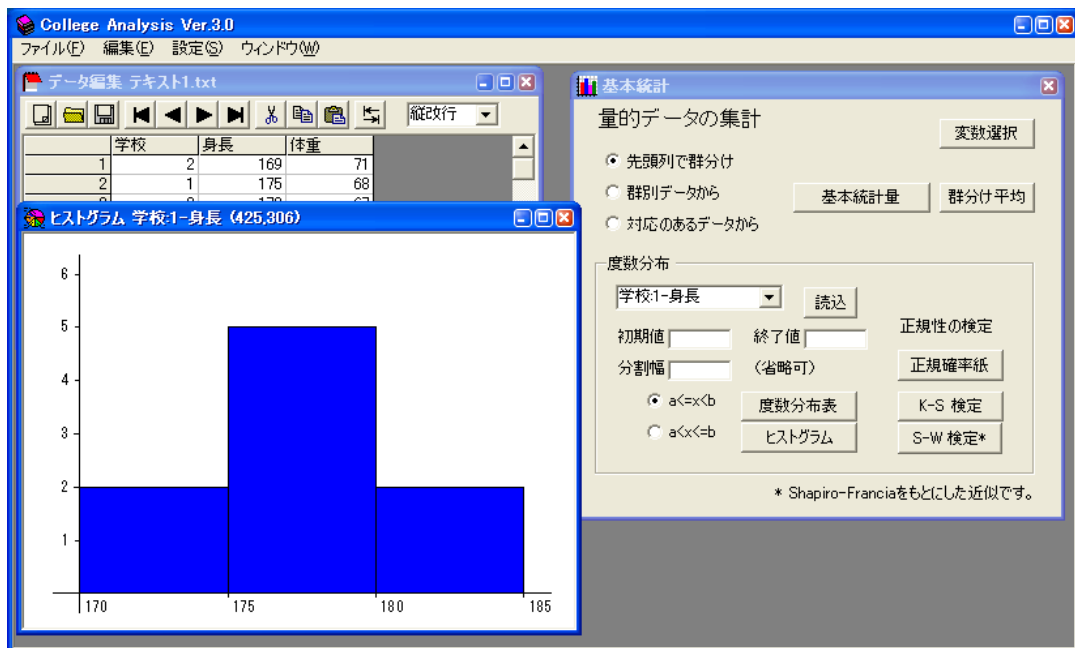 College Analysis Ver.3.0
ファイル(F) 編集(E) 設定(S) ウィンドウ(W)
データ編集 テキスト1.txt
縦改行
学校 身長 体重
1 2 169 71
2 1 175 68
ヒストグラム 学校:1-身長 (425,306)
6
5
4
3
2
1
170 175 180 185
基本統計
量的データの集計
変数選択
先頭列で群分け
群別データから
基本統計量 群分け平均
対応のあるデータから
度数分布
学校:1-身長 読込
初期値 終了値 正規性の検定
分割幅 (省略可) 正規確率紙
a<=x<b 度数分布表 K-S 検定
a<x<=b ヒストグラム S-W 検定*
* Shapiro-Franciaをもとにした近似です。